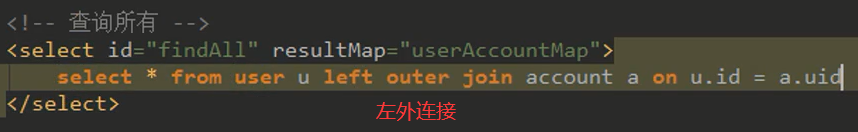 <!-- 查询所有 -->
<select id="findAll" resultMap="userAccountMap">
select * from user u left outer join account a on u.id = a.uid
</select>
左外连接